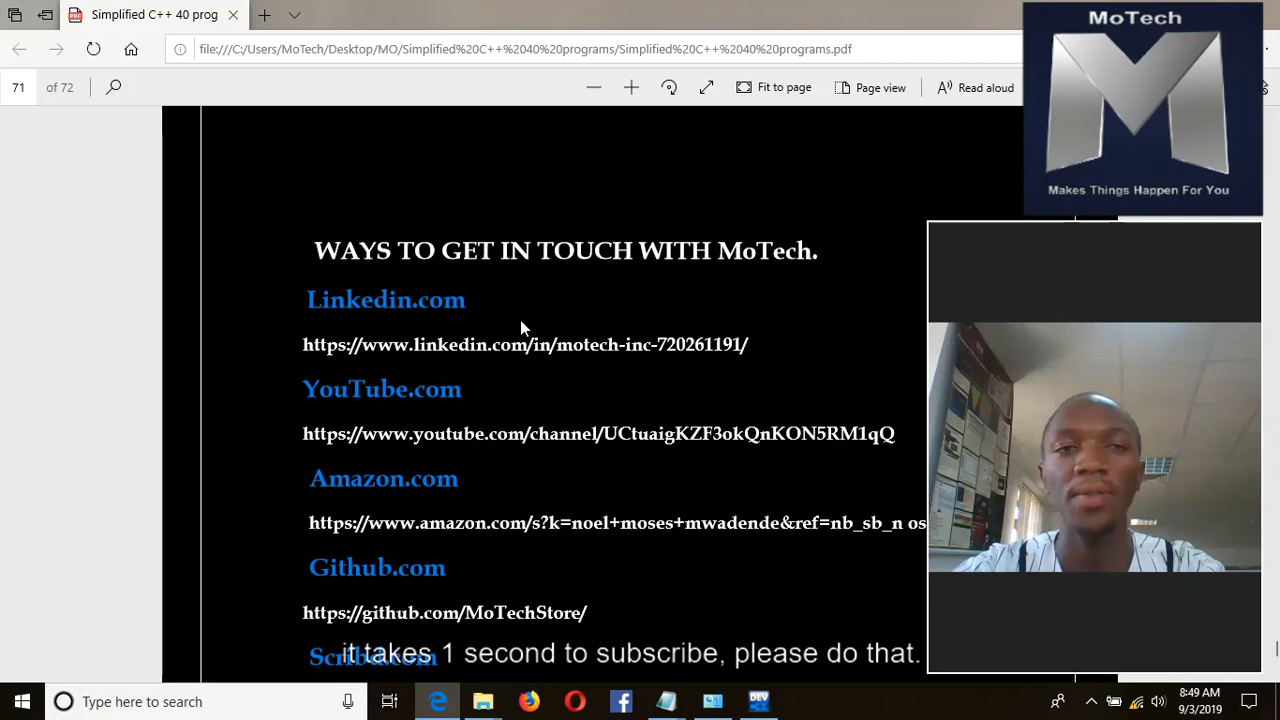 Simplified C++ 40 prog
file:///C:/Users/MoTech/Desktop/MO/Simplified%20C++%2040%20programs/Simplified%20C++%2040%20programs.pdf
71 of 72
Fit to page
Page view
Read aloud
MoTech
Makes Things Happen For You
WAYS TO GET IN TOUCH WITH MoTech.
Linkedin.com
https://www.linkedin.com/in/motech-inc-720261191/
YouTube.com
https://www.youtube.com/channel/UCtuaigKZF3okQnKON5RM1qQ
Amazon.com
https://www.amazon.com/s?k=noel+moses+mwadende&ref=nb_sb_n os
Github.com
https://github.com/MoTechStore/
Scribd.com
it takes 1 second to subscribe, please do that.
Type here to search
DEV
8:49 AM
9/3/2019